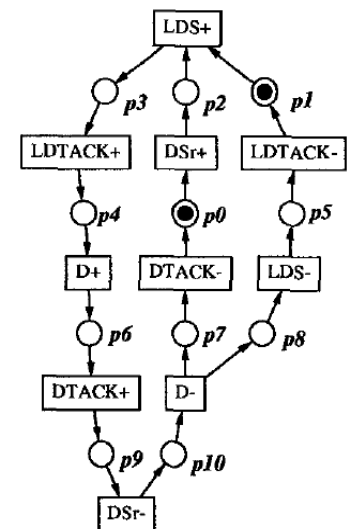 LDS+
p3 p2 p1
LDTACK+ DSr+ LDTACK-
p4 p0 p5
D+ DTACK- LDS-
p6 p7 p8
DTACK+ D-
p9 p10
DSr-